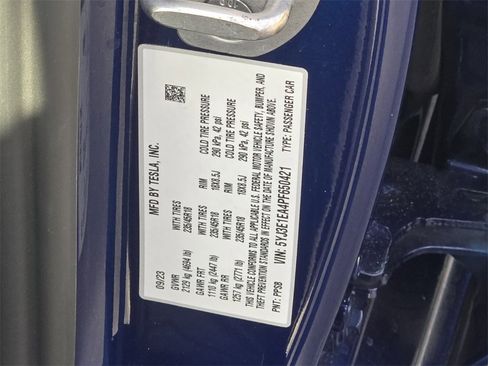 MFD BY TESLA, INC.
09/23
GVWR
2129 kg (4694 lb)
GAWR FRT
1110 kg (2447 lb)
GAWR RR
1257 kg (2771 lb)
WITH TIRES
235/45R18
WITH TIRES
235/45R18
RIM
18X8.5J
RIM
18X8.5J
COLD TIRE PRESSURE
290 kPa, 42 psi
COLD TIRE PRESSURE
290 kPa, 42 psi
THIS VEHICLE CONFORMS TO ALL APPLICABLE U.S. FEDERAL MOTOR VEHICLE SAFETY, BUMPER, AND
THEFT PREVENTION STANDARDS IN EFFECT ON THE DATE OF MANUFACTURE SHOWN ABOVE.
VIN: 5YJ3E1EA4PF650421
TYPE: PASSENGER CAR
PNT: PPSB